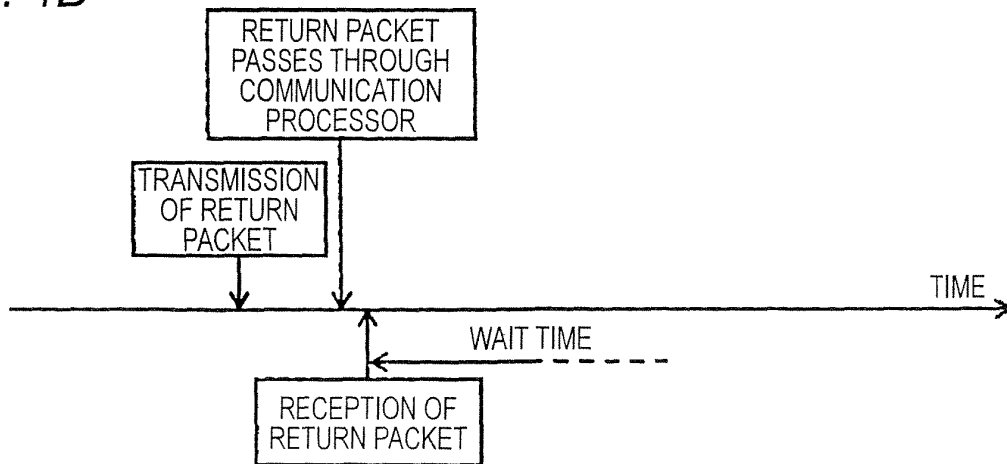 RETURN PACKET
PASSES THROUGH
COMMUNICATION
PROCESSOR
TRANSMISSION
OF RETURN
PACKET
TIME
WAIT TIME
RECEPTION OF
RETURN PACKET